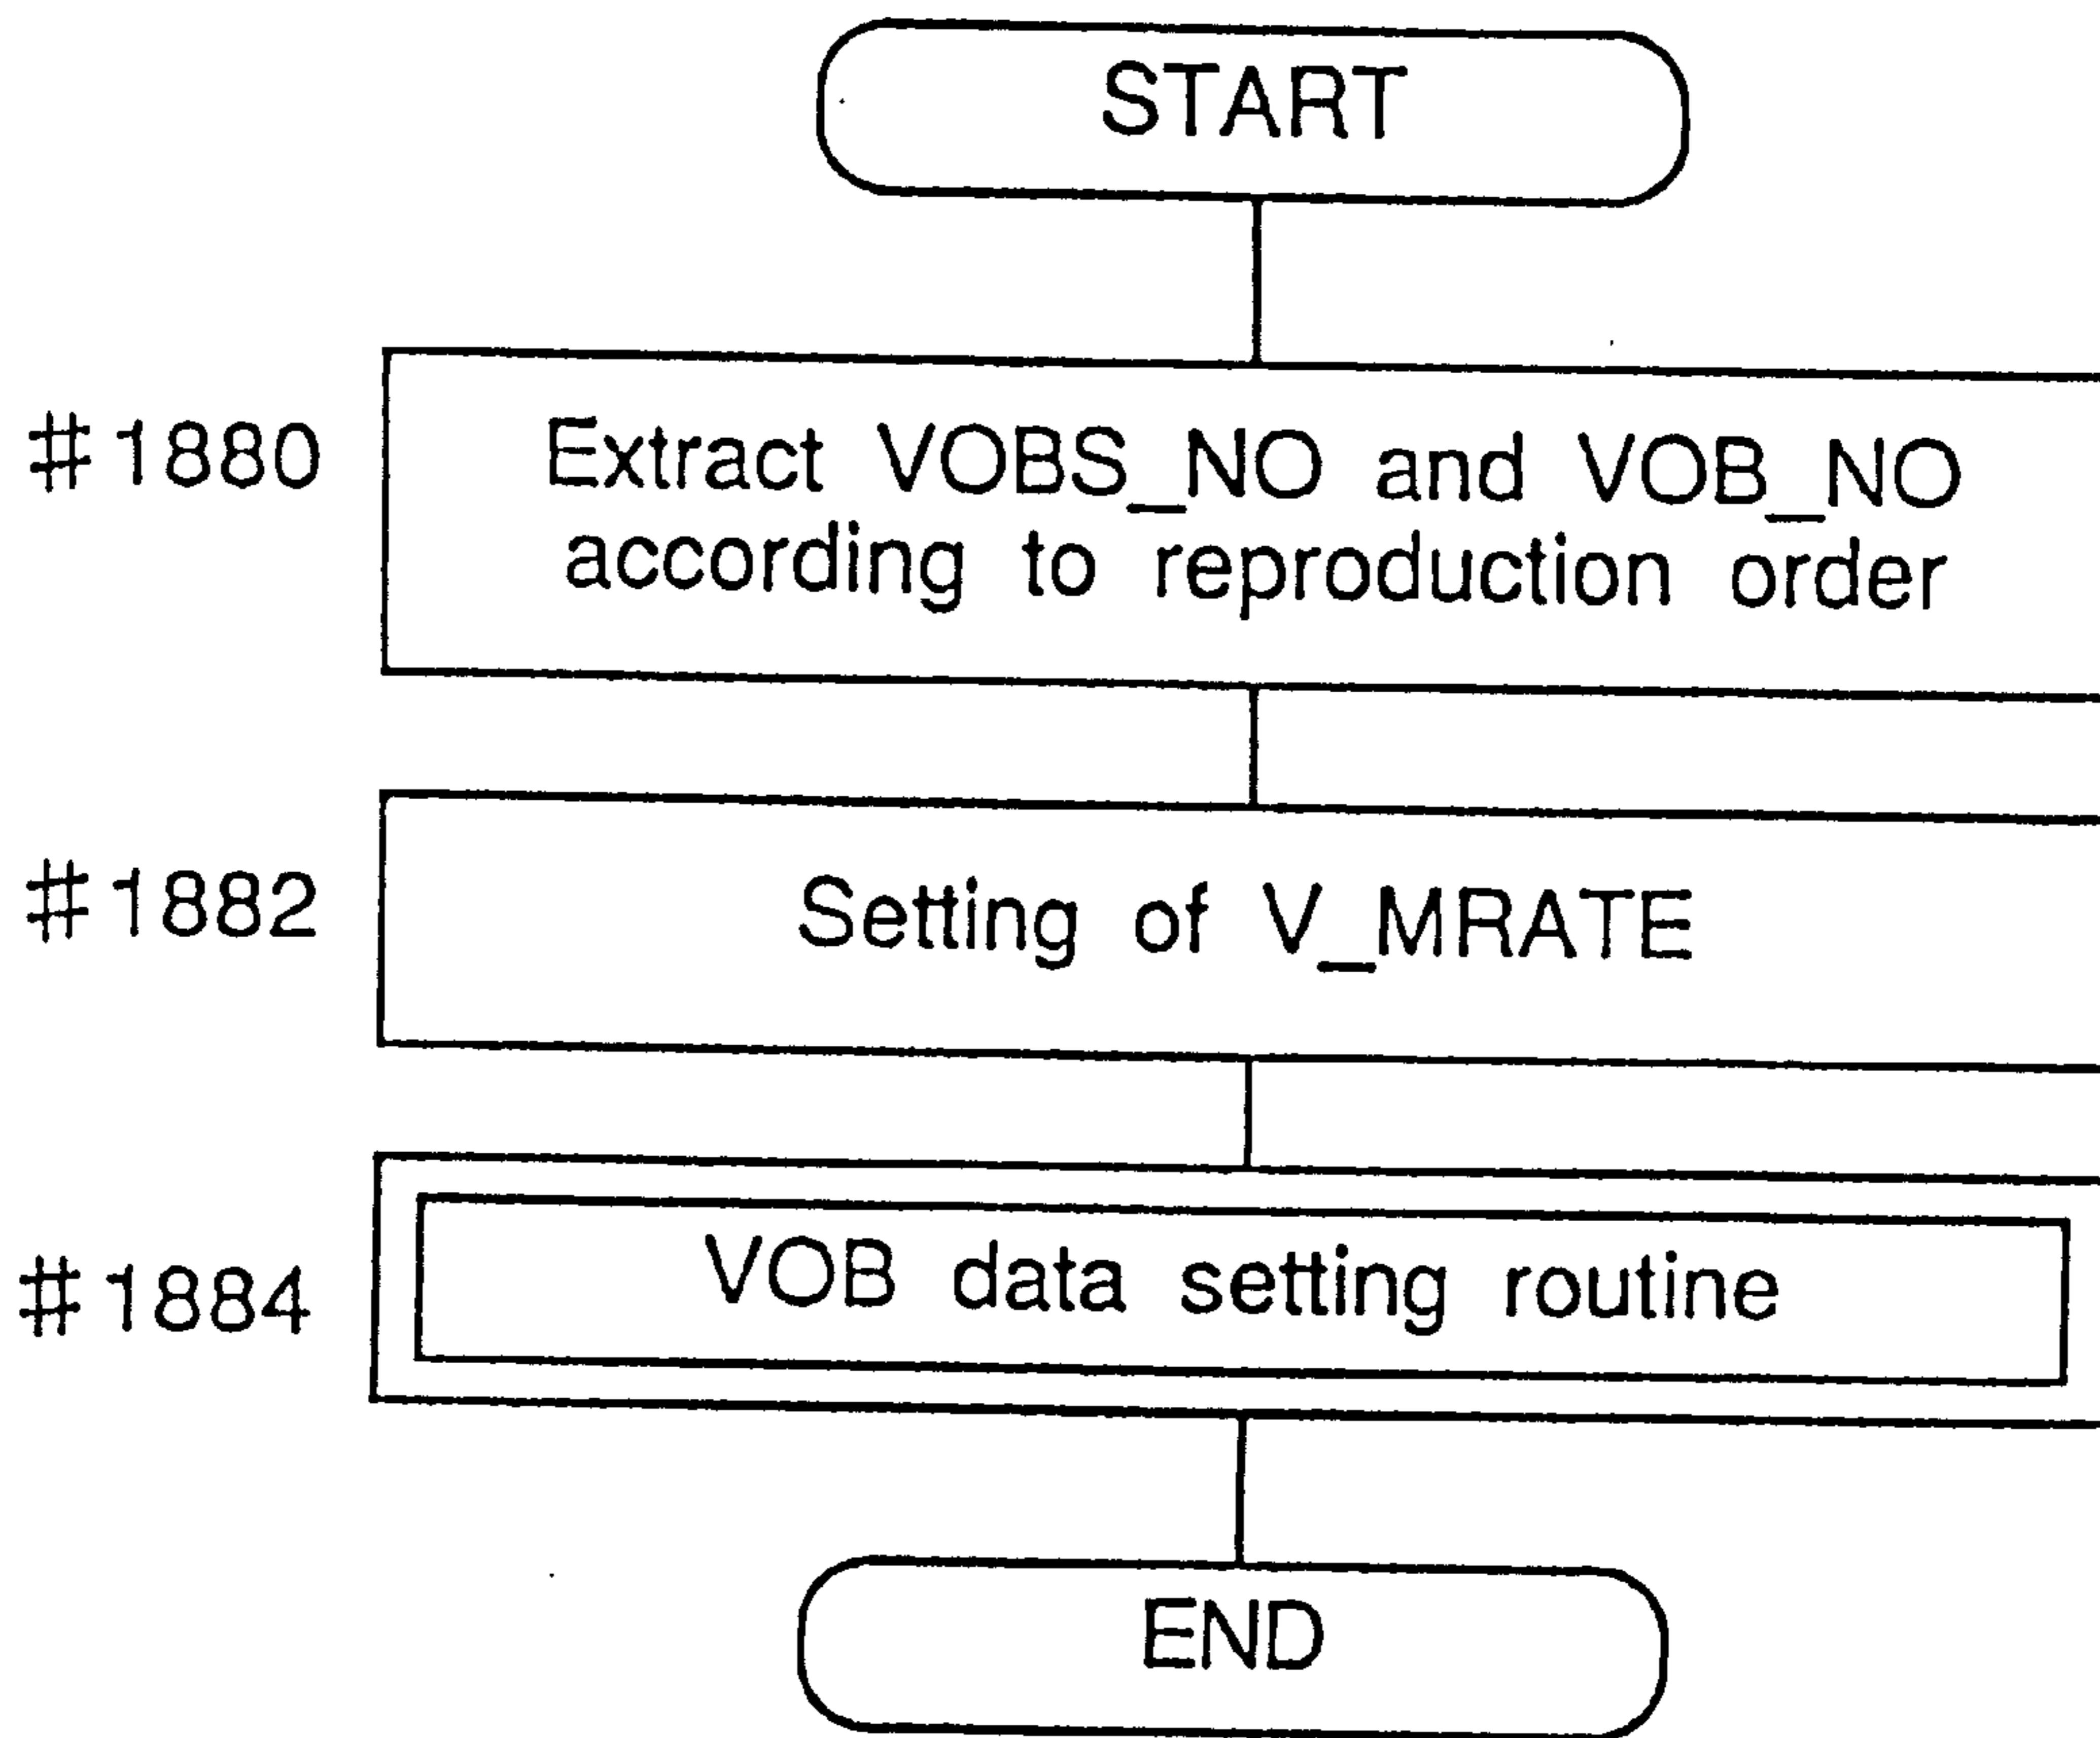 START
#1880
Extract VOBS_NO and VOB_NO
according to reproduction order
#1882
Setting of V_MRATE
#1884
VOB data setting routine
END